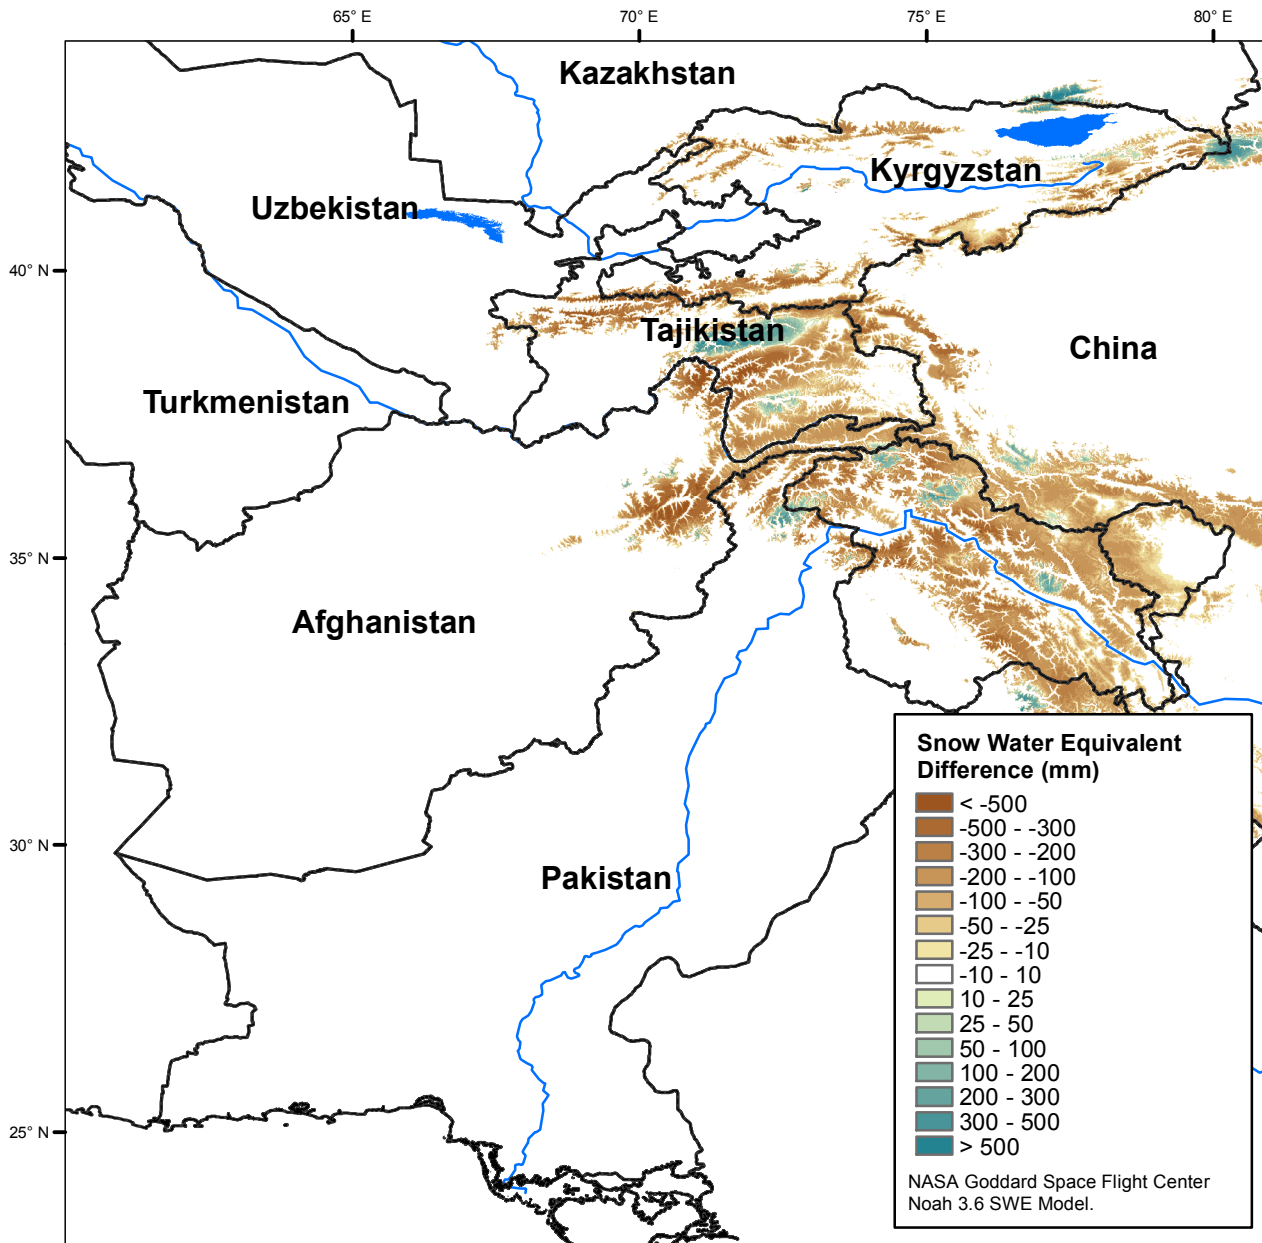 65° E
70° E
75° E
80° E
Kazakhstan
Kyrgyzstan
Uzbekistan
40° N
Tajikistan
China
Turkmenistan
35° N
Afghanistan
30° N
Pakistan
25° N
Snow Water Equivalent
Difference (mm)
< -500
-500 - -300
-300 - -200
-200 - -100
-100 - -50
-50 - -25
-25 - -10
-10 - 10
10 - 25
25 - 50
50 - 100
100 - 200
200 - 300
300 - 500
> 500
NASA Goddard Space Flight Center
Noah 3.6 SWE Model.